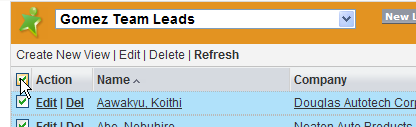 Gomez Team Leads
New L
Create New View | Edit | Delete | Refresh
Action Name Company
Edit | Del Aawakyu, Koithi Douglas Autotech Corp
Edit | Del Abe, Nobuhiro Neaton Auto Products